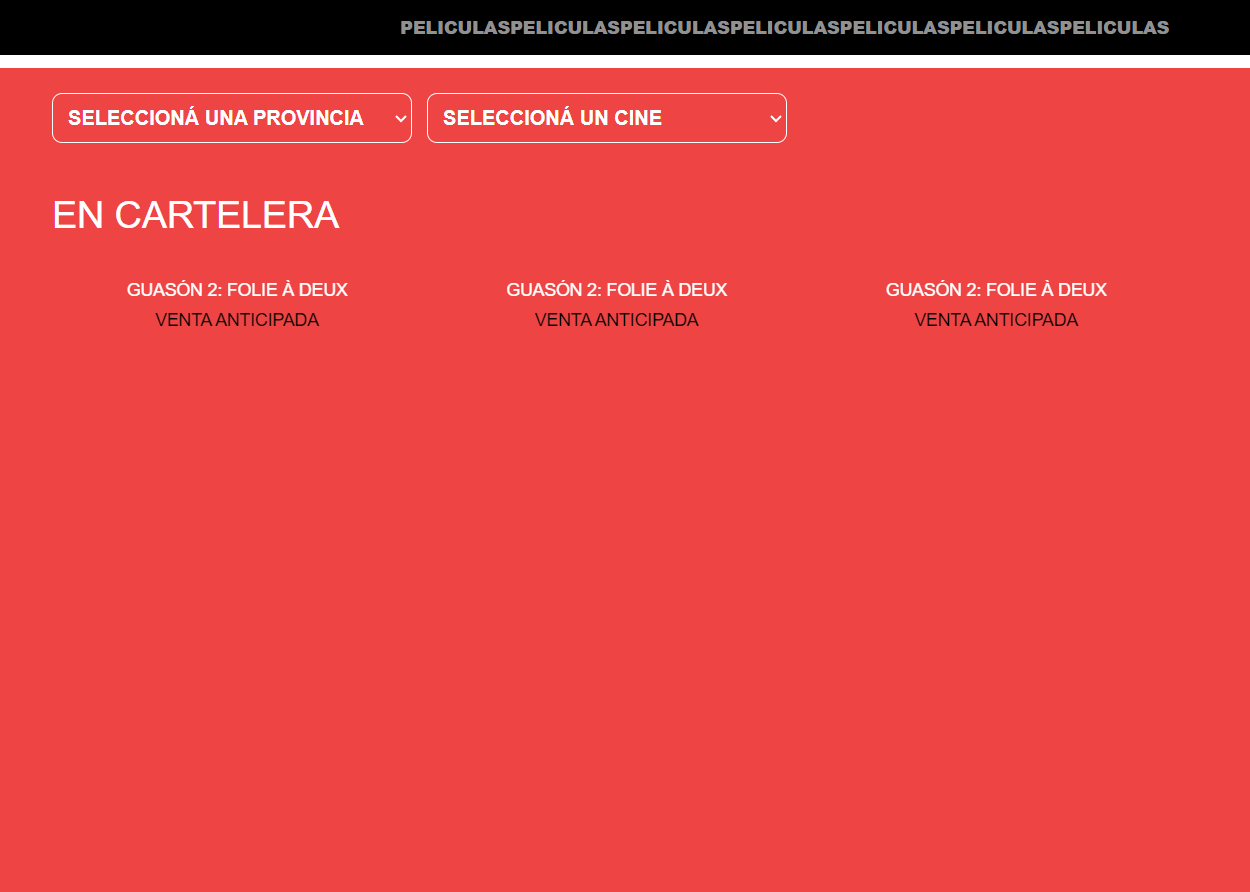 PELICULASPELICULASPELICULASPELICULASPELICULASPELICULASPELICULAS
SELECCIONÁ UNA PROVINCIA
SELECCIONÁ UN CINE
EN CARTELERA
GUASÓN 2: FOLIE À DEUX
VENTA ANTICIPADA
GUASÓN 2: FOLIE À DEUX
VENTA ANTICIPADA
GUASÓN 2: FOLIE À DEUX
VENTA ANTICIPADA